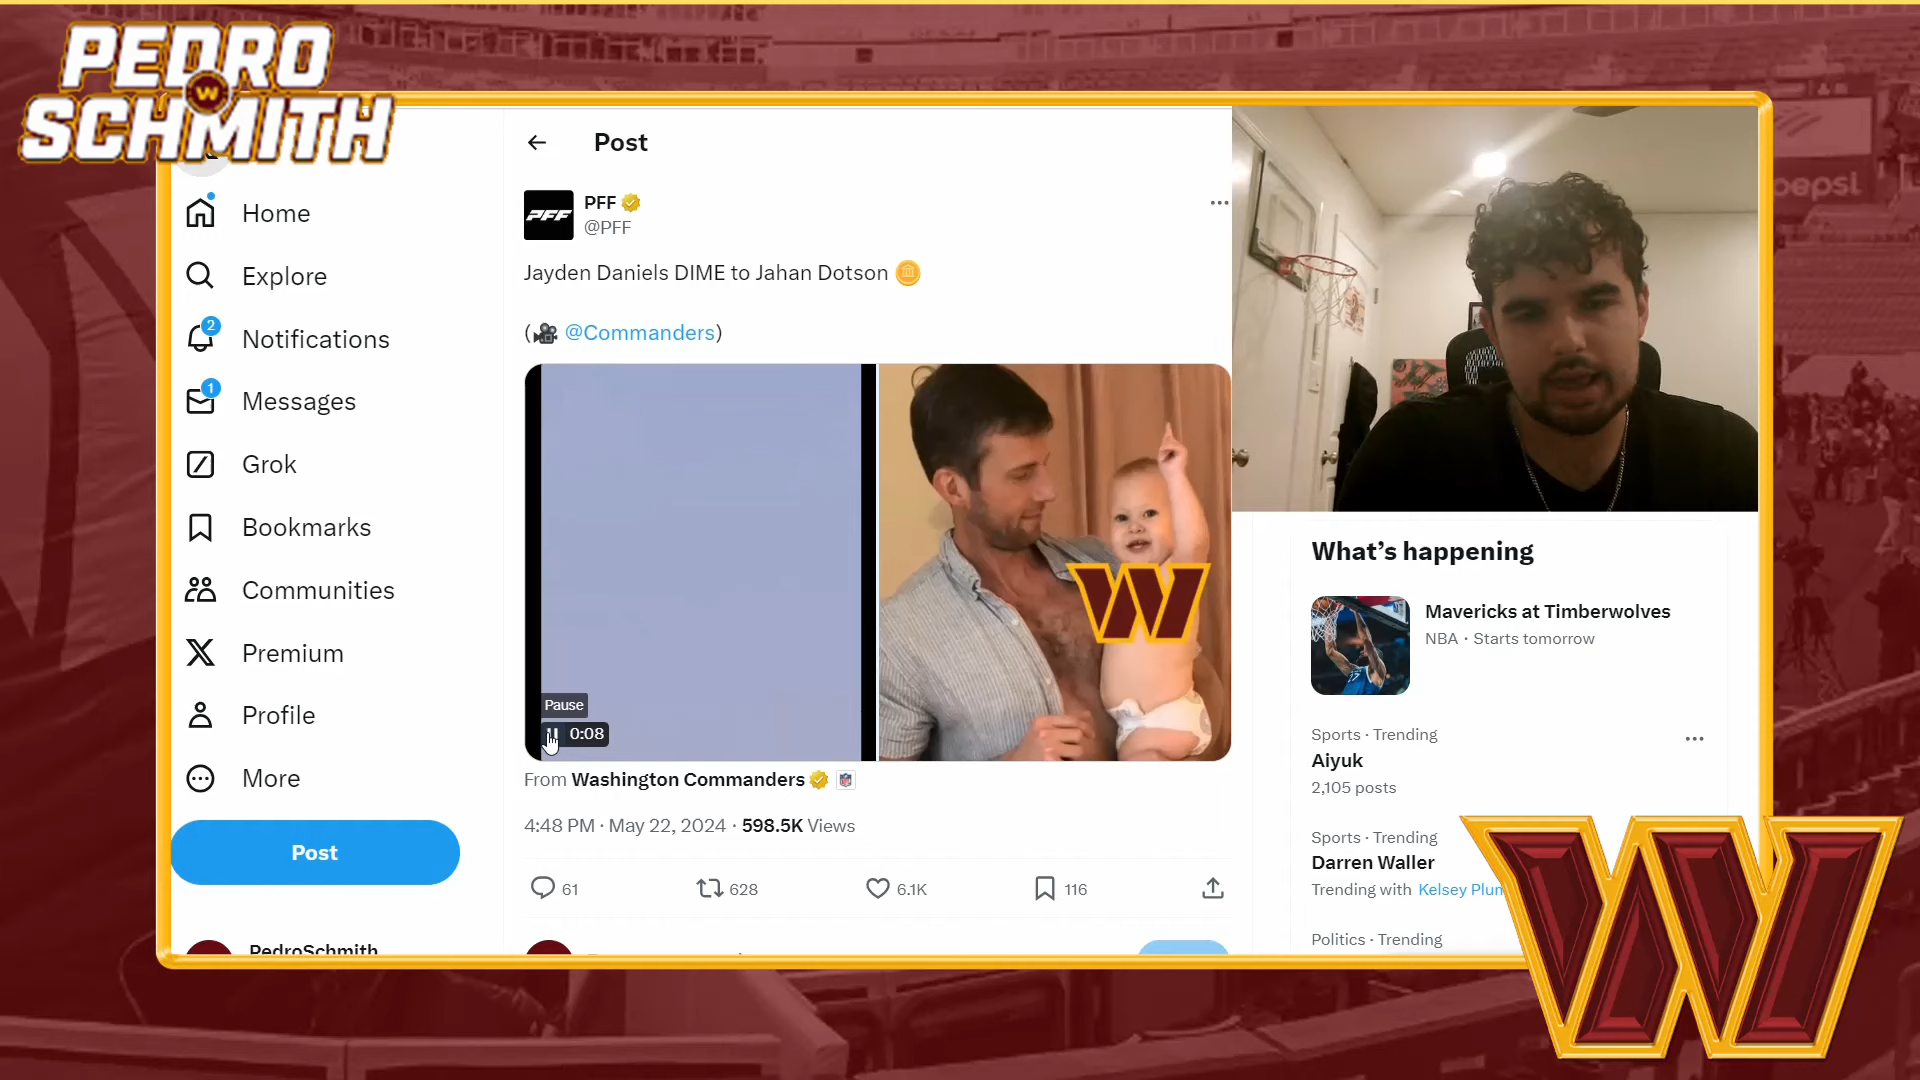 PEDRO
SCHMITH
W
pepsi
Home
Explore
2
Notifications
1
Messages
Grok
Bookmarks
Communities
Premium
Profile
More
Post
PedroSchmith
Post
PFF
PFF
@PFF
Jayden Daniels DIME to Jahan Dotson
(@Commanders)
W
Pause
0:08
From Washington Commanders
4:48 PM · May 22, 2024 · 598.5K Views
61
628
6.1K
116
What's happening
Mavericks at Timberwolves
NBA · Starts tomorrow
Sports · Trending
Aiyuk
2,105 posts
Sports · Trending
Darren Waller
Trending with Kelsey Plum
Politics · Trending
W